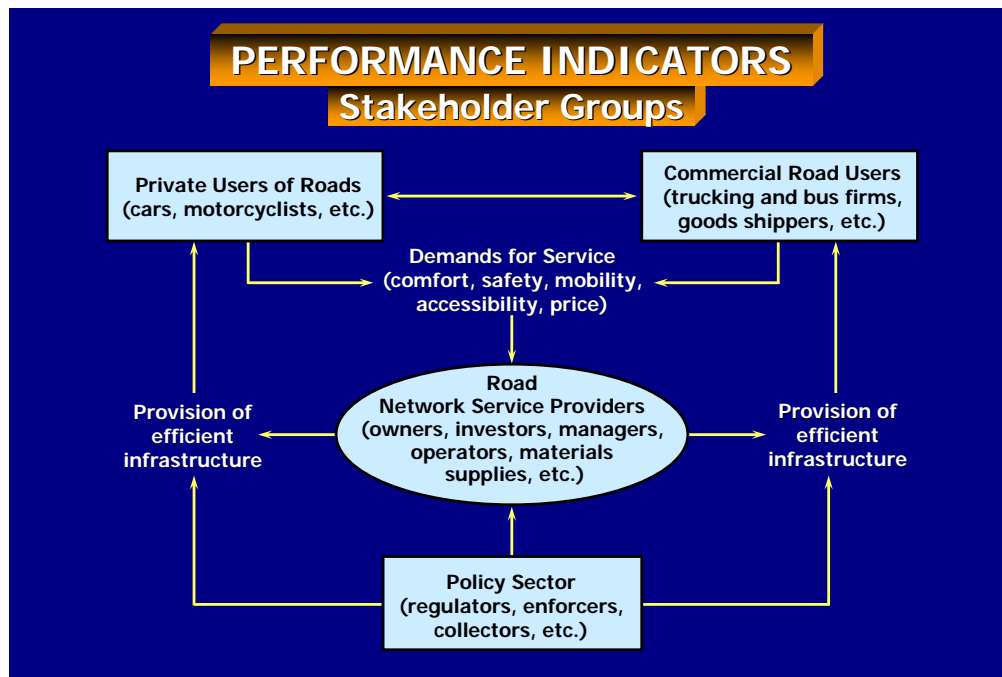 PERFORMANCE INDICATORS
Stakeholder Groups
Private Users of Roads
(cars, motorcyclists, etc.)
Commercial Road Users
(trucking and bus firms,
goods shippers, etc.)
Demands for Service
(comfort, safety, mobility,
accessibility, price)
Road
Network Service Providers
(owners, investors, managers,
operators, materials
supplies, etc.)
Provision of
efficient
infrastructure
Provision of
efficient
infrastructure
Policy Sector
(regulators, enforcers,
collectors, etc.)